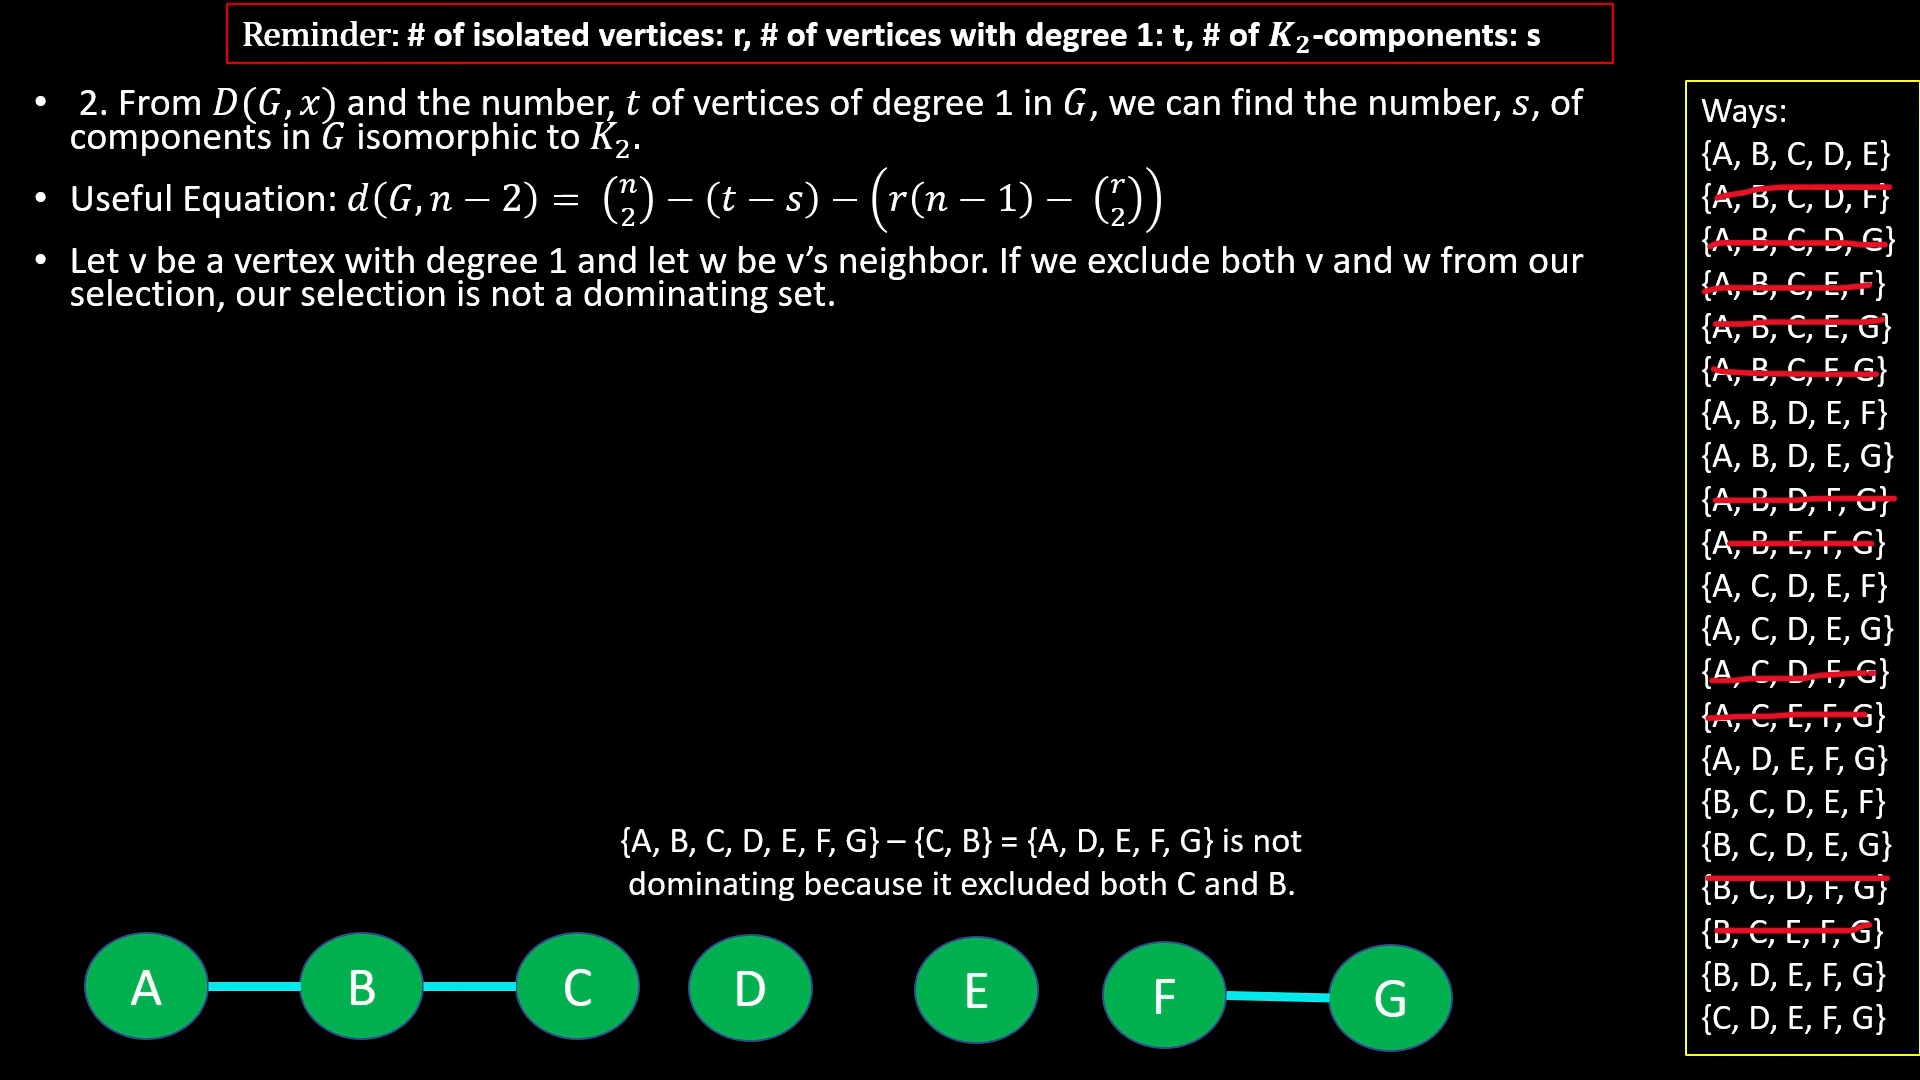 Reminder: # of isolated vertices: r, # of vertices with degree 1: t, # of K₂-components: s
• 2. From D(G, x) and the number, t of vertices of degree 1 in G, we can find the number, s, of
components in G isomorphic to K₂.
• Useful Equation: d(G, n − 2) = (n 2) − (t − s) − (r(n − 1) − (r 2))
• Let v be a vertex with degree 1 and let w be v’s neighbor. If we exclude both v and w from our
selection, our selection is not a dominating set.
{A, B, C, D, E, F, G} – {C, B} = {A, D, E, F, G} is not
dominating because it excluded both C and B.
A B C D E F G
Ways:
{A, B, C, D, E}
{A, B, C, D, F}
{A, B, C, D, G}
{A, B, C, E, F}
{A, B, C, E, G}
{A, B, C, F, G}
{A, B, D, E, F}
{A, B, D, E, G}
{A, B, D, F, G}
{A, B, E, F, G}
{A, C, D, E, F}
{A, C, D, E, G}
{A, C, D, F, G}
{A, C, E, F, G}
{A, D, E, F, G}
{B, C, D, E, F}
{B, C, D, E, G}
{B, C, D, F, G}
{B, C, E, F, G}
{B, D, E, F, G}
{C, D, E, F, G}